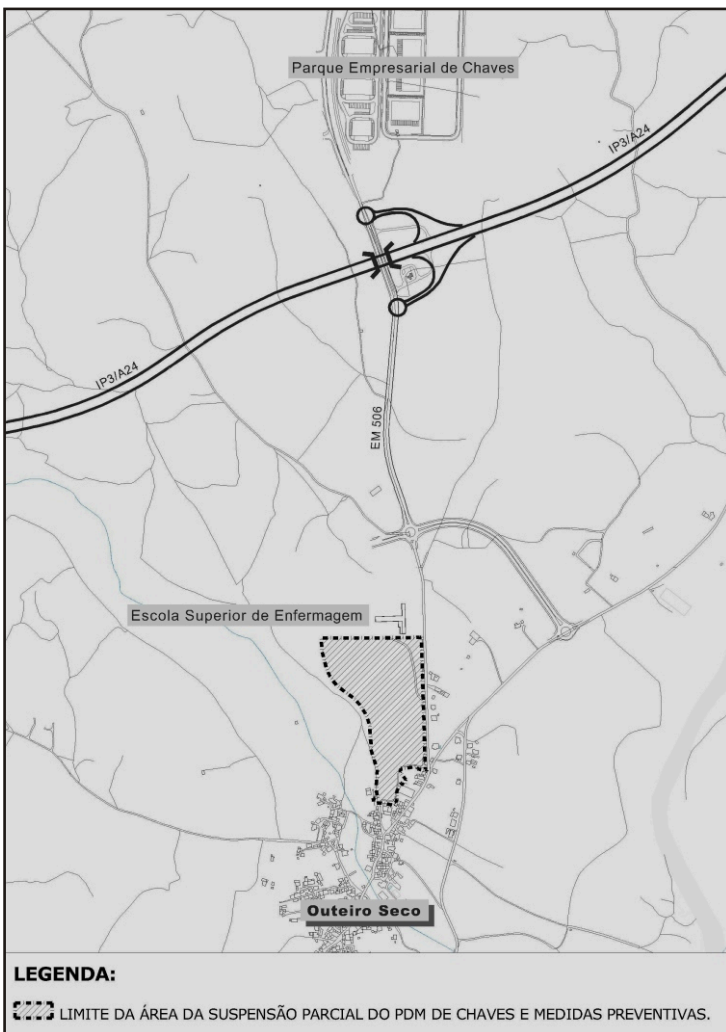 Parque Empresarial de Chaves
IP3/A24
IP3/A24
EM 506
Escola Superior de Enfermagem
Outeiro Seco
LEGENDA:
LIMITE DA ÁREA DA SUSPENSÃO PARCIAL DO PDM DE CHAVES E MEDIDAS PREVENTIVAS.